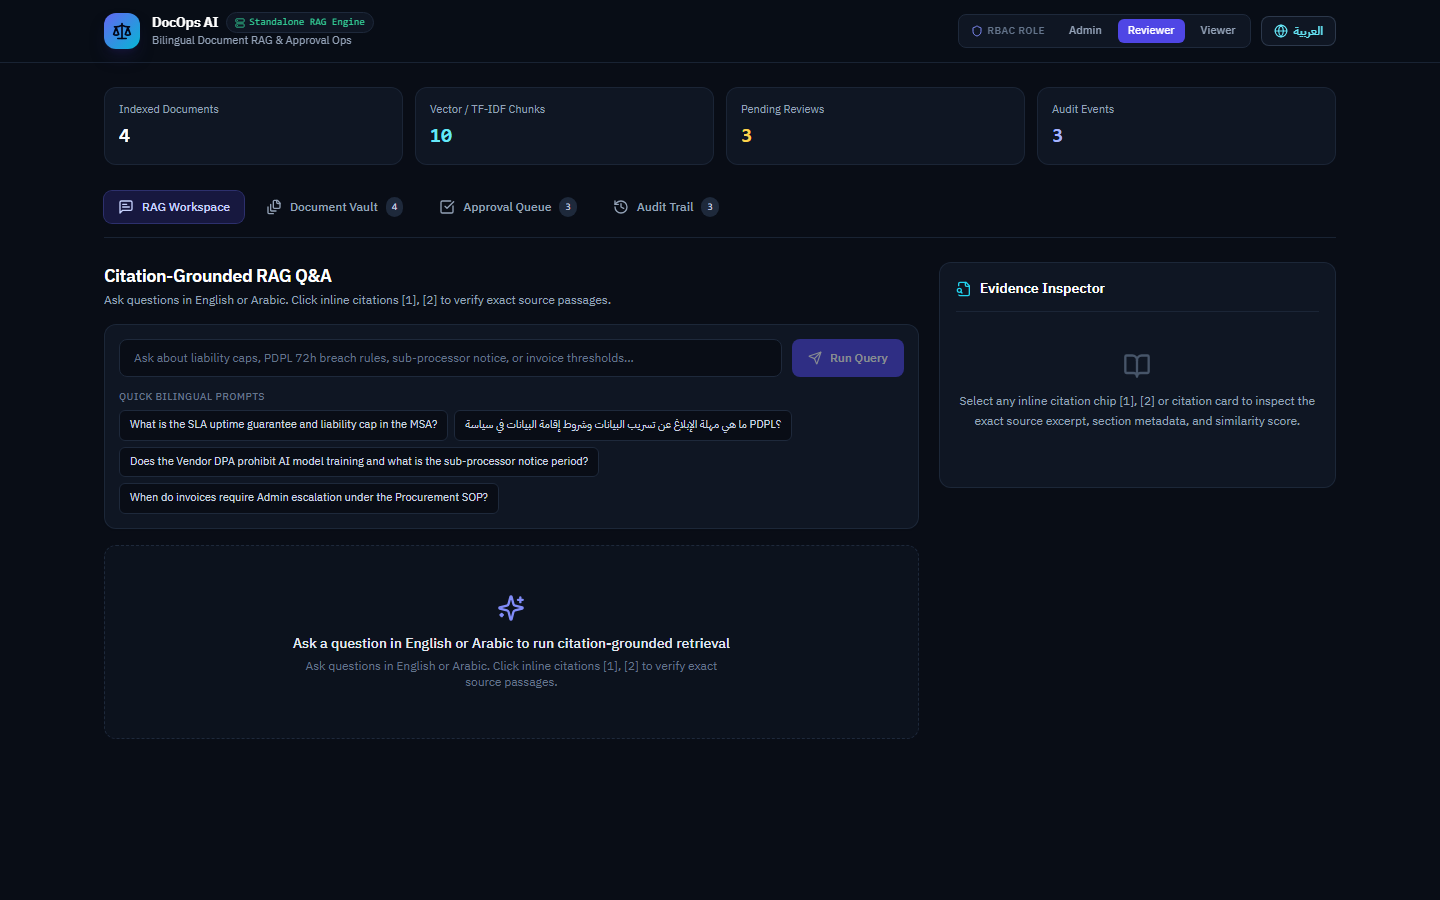 DocOps AI
Standalone RAG Engine
Bilingual Document RAG & Approval Ops
RBAC ROLE
Admin
Reviewer
Viewer
العربية
Indexed Documents
4
Vector / TF-IDF Chunks
10
Pending Reviews
3
Audit Events
3
RAG Workspace
Document Vault 4
Approval Queue 3
Audit Trail 3
Citation-Grounded RAG Q&A
Ask questions in English or Arabic. Click inline citations [1], [2] to verify exact source passages.
Ask about liability caps, PDPL 72h breach rules, sub-processor notice, or invoice thresholds...
Run Query
QUICK BILINGUAL PROMPTS
What is the SLA uptime guarantee and liability cap in the MSA?
ما هي مهلة الإبلاغ عن تسريب البيانات وشروط إقامة البيانات في سياسة PDPL؟
Does the Vendor DPA prohibit AI model training and what is the sub-processor notice period?
When do invoices require Admin escalation under the Procurement SOP?
Ask a question in English or Arabic to run citation-grounded retrieval
Ask questions in English or Arabic. Click inline citations [1], [2] to verify exact
source passages.
Evidence Inspector
Select any inline citation chip [1], [2] or citation card to inspect the
exact source excerpt, section metadata, and similarity score.